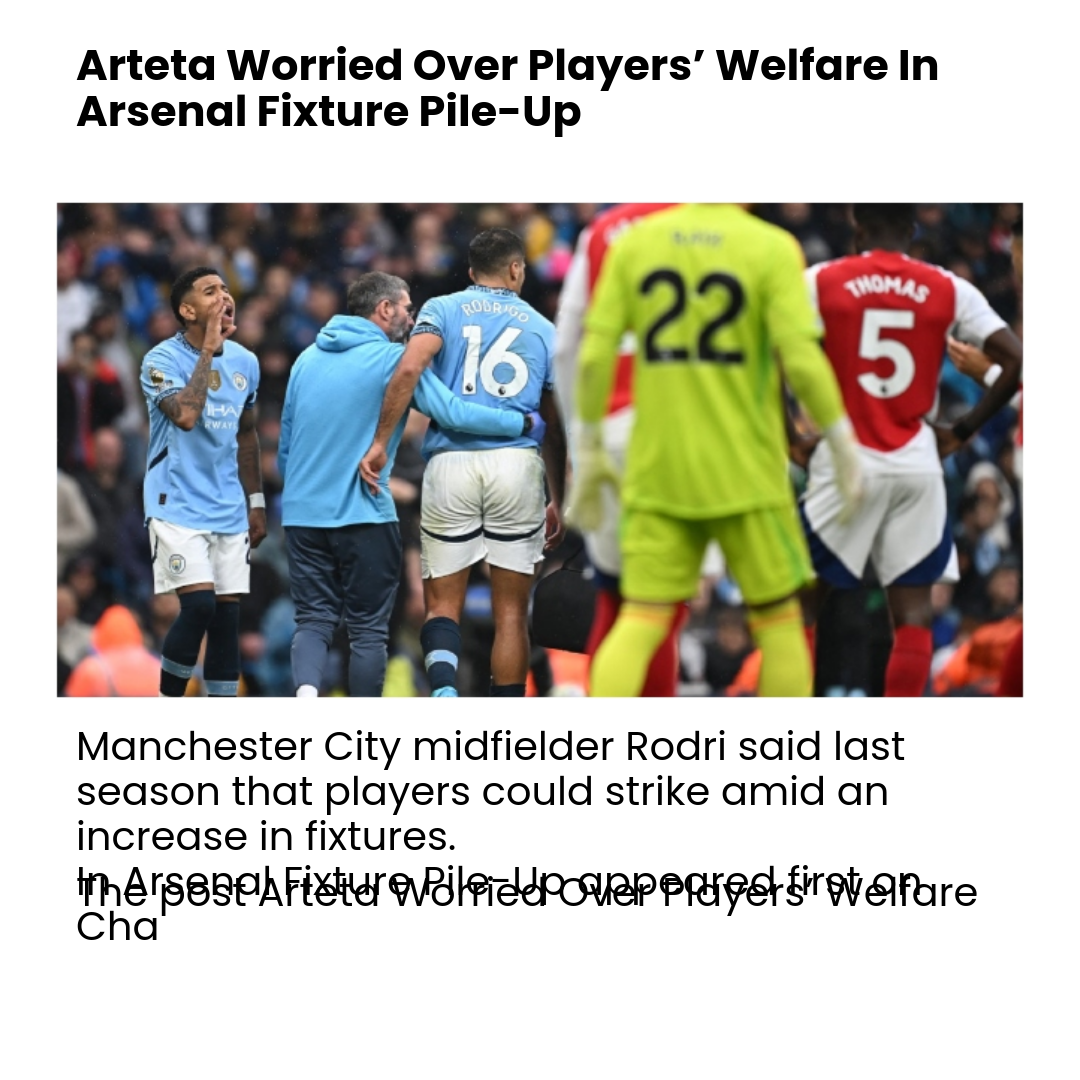 Arteta Worried Over Players’ Welfare In
Arsenal Fixture Pile-Up
RODRIGO
16
22
THOMAS
5
Manchester City midfielder Rodri said last
season that players could strike amid an
increase in fixtures.
The post Arteta Worried Over Players’ Welfare
In Arsenal Fixture Pile-Up appeared first on
Cha